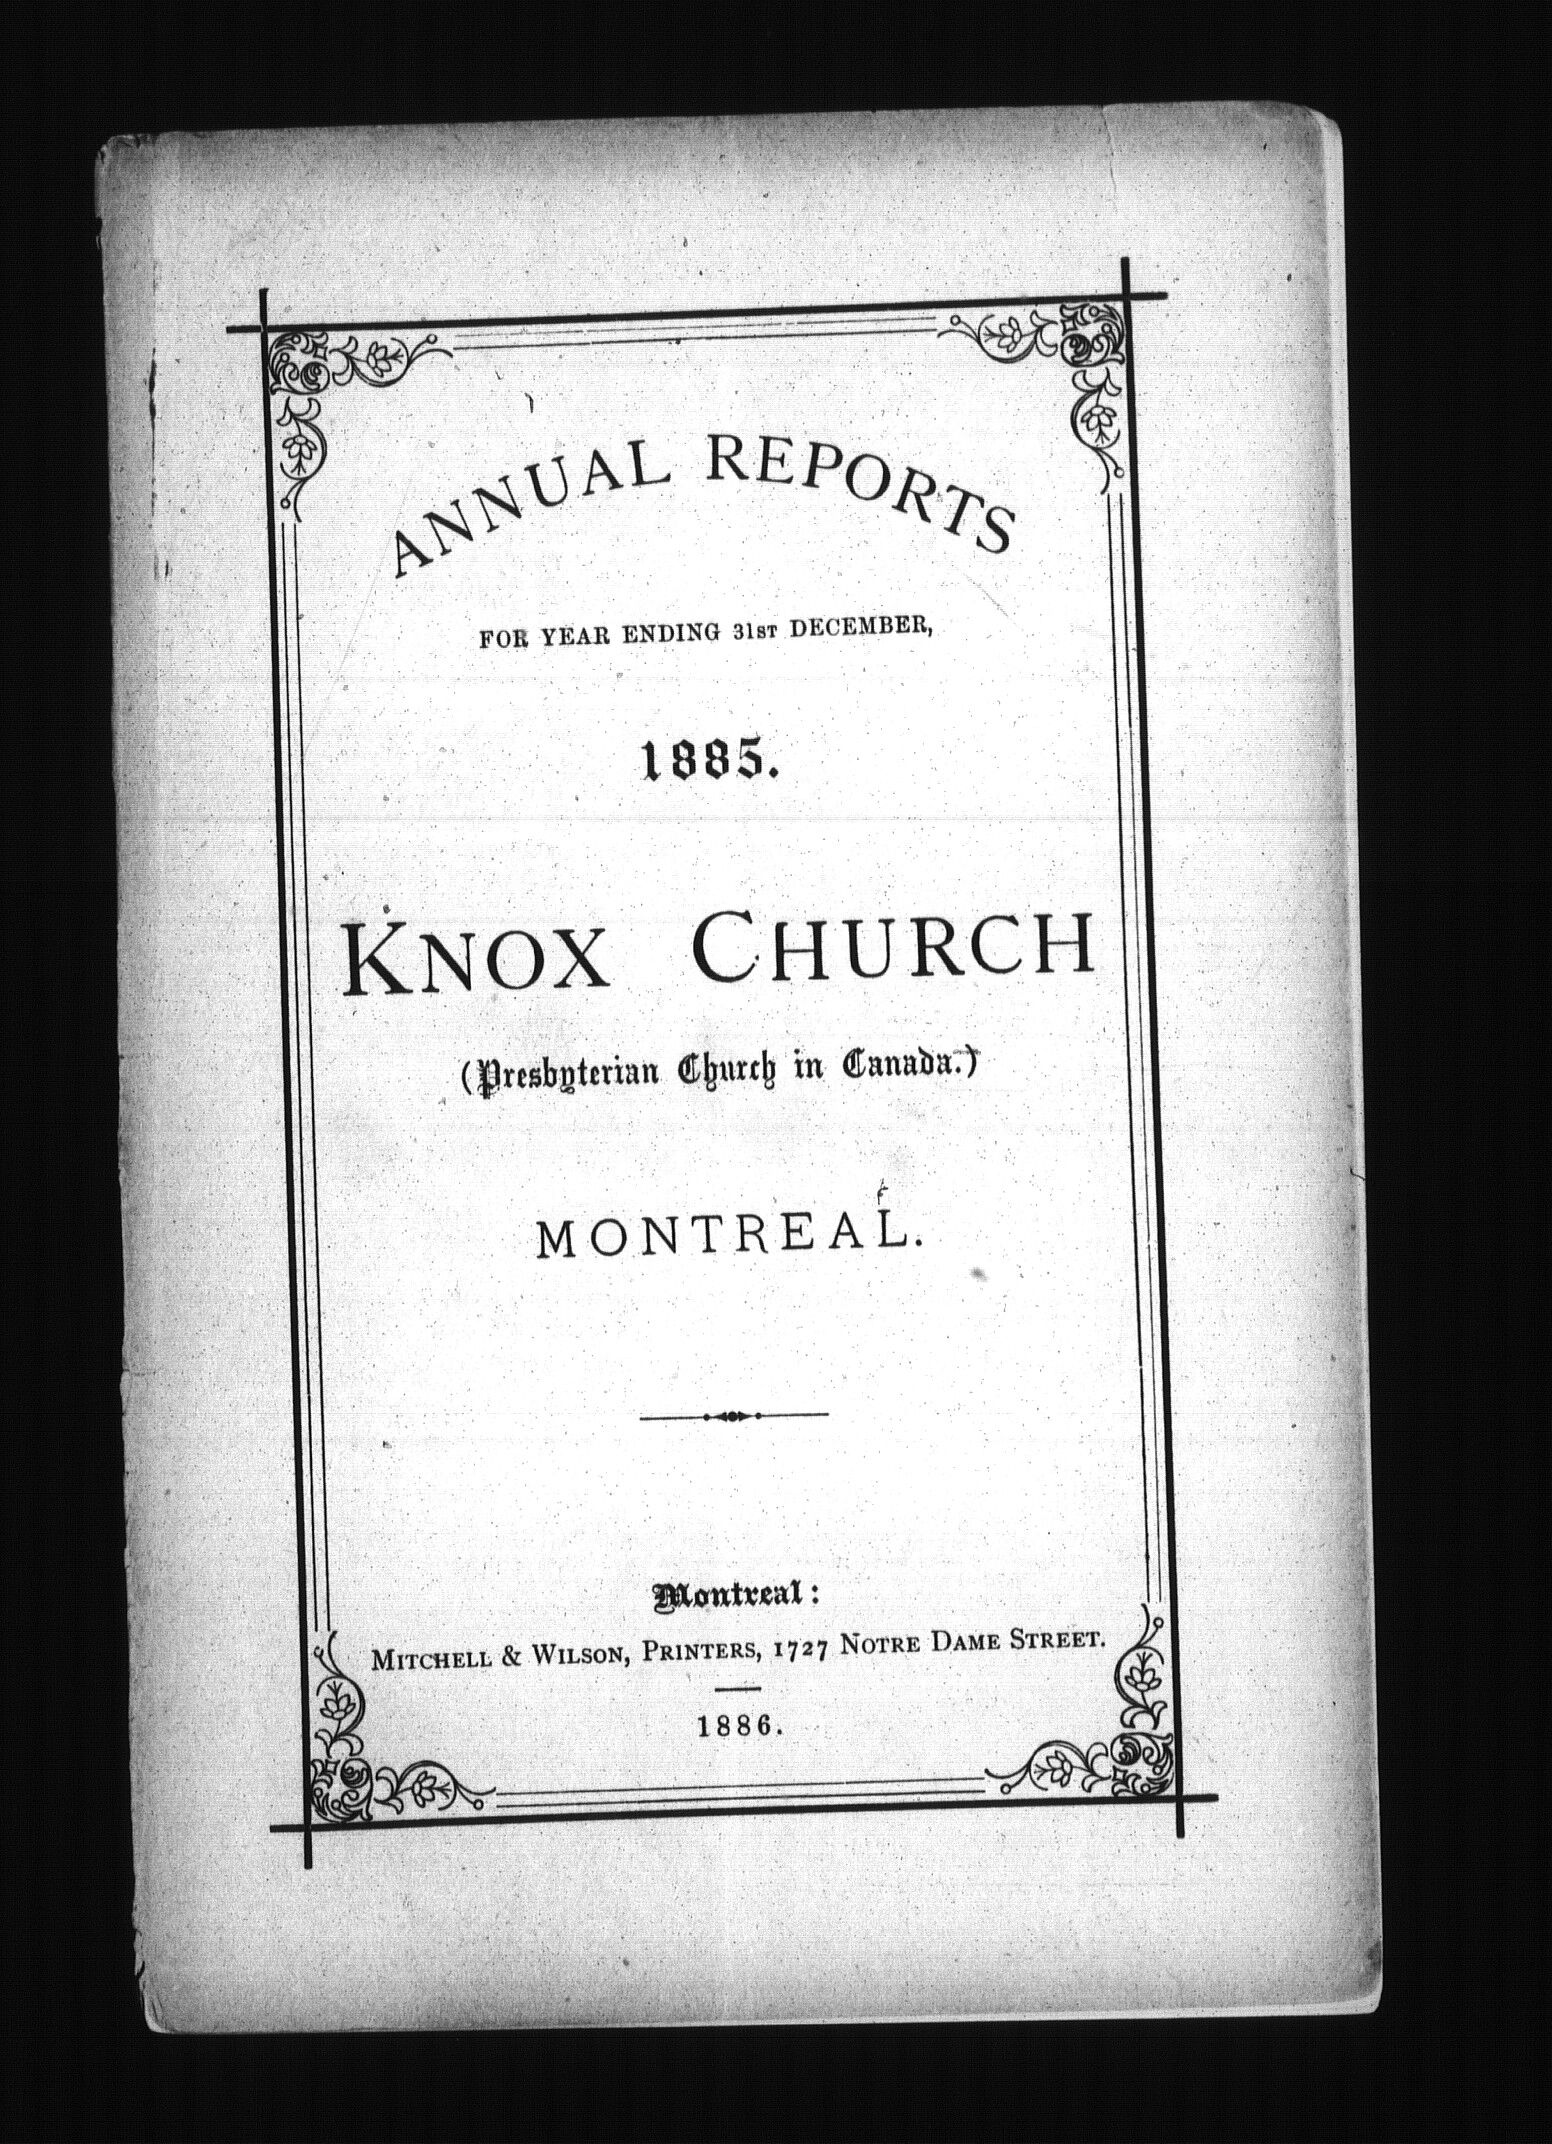 ANNUAL REPORTS
FOR YEAR ENDING 31ST DECEMBER,
1885.
KNOX CHURCH
(Presbyterian Church in Canada.)
MONTREAL.
Montreal:
MITCHELL & WILSON, PRINTERS, 1727 NOTRE DAME STREET.
1886.